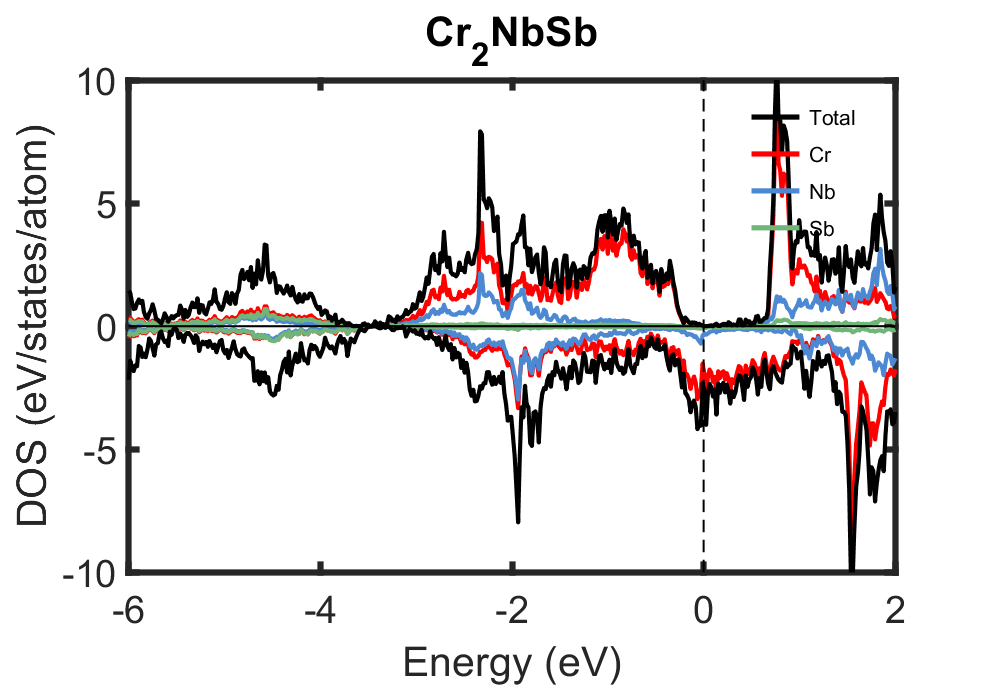 Cr2NbSb
10
5
0
-5
-10
DOS (eV/states/atom)
Total
Cr
Nb
Sb
-6 -4 -2 0 2
Energy (eV)